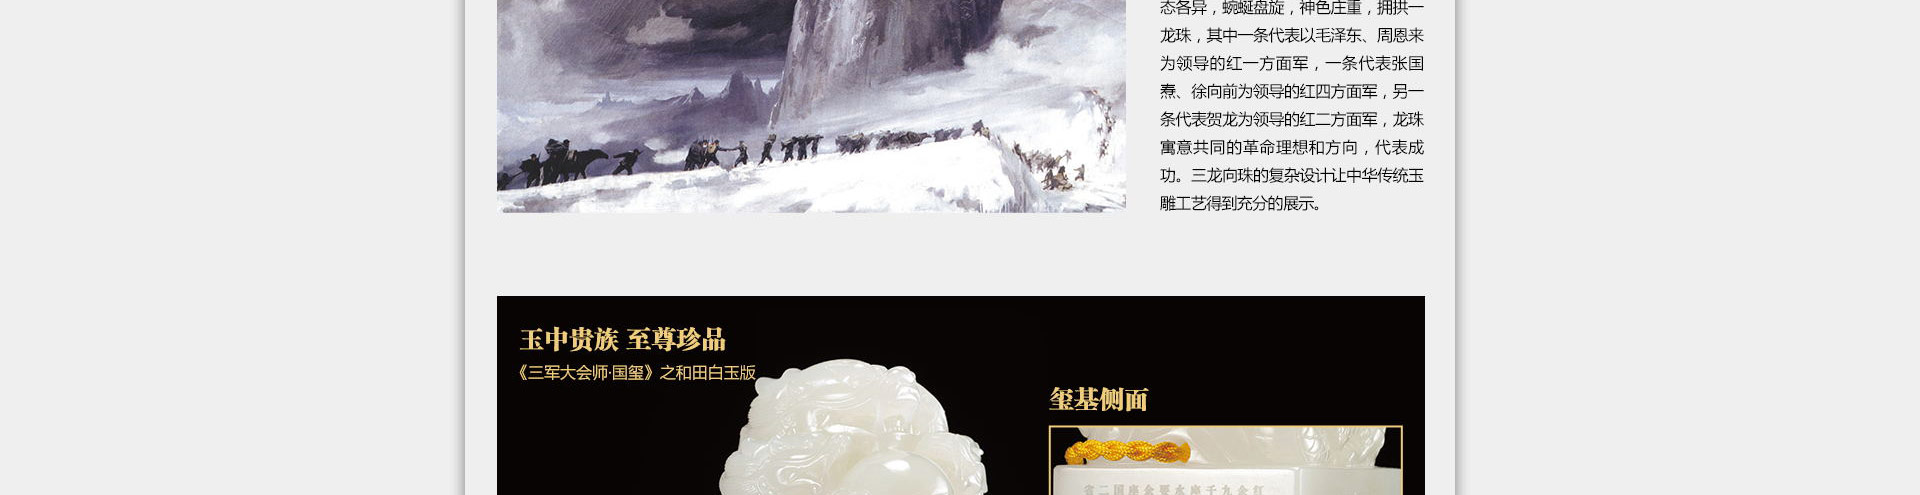 态各异，蜿蜒盘旋，神色庄重，拥拱一
龙珠，其中一条代表以毛泽东、周恩来
为领导的红一方面军，一条代表张国
焘、徐向前为领导的红四方面军，另一
条代表贺龙为领导的红二方面军，龙珠
寓意共同的革命理想和方向，代表成
功。三龙向珠的复杂设计让中华传统玉
雕工艺得到充分的展示。
玉中贵族 至尊珍品
《三军大会师·国玺》之和田白玉版
玺基侧面